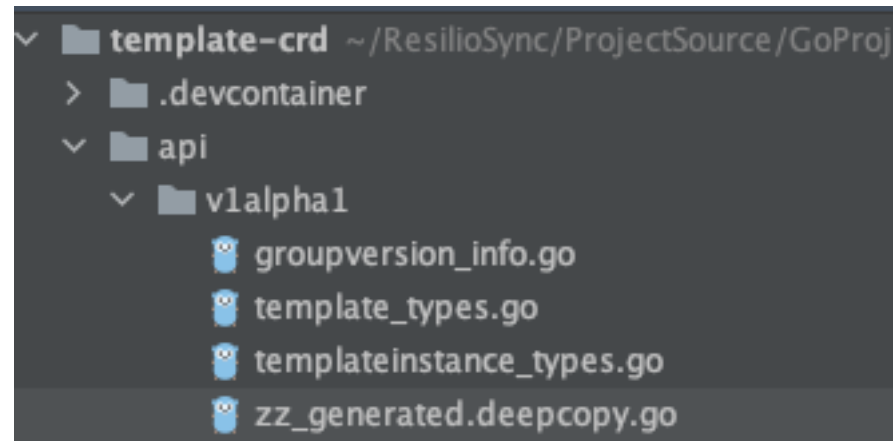 template-crd ~/ResilioSync/ProjectSource/GoProj
.devcontainer
api
v1alpha1
groupversion_info.go
template_types.go
templateinstance_types.go
zz_generated.deepcopy.go